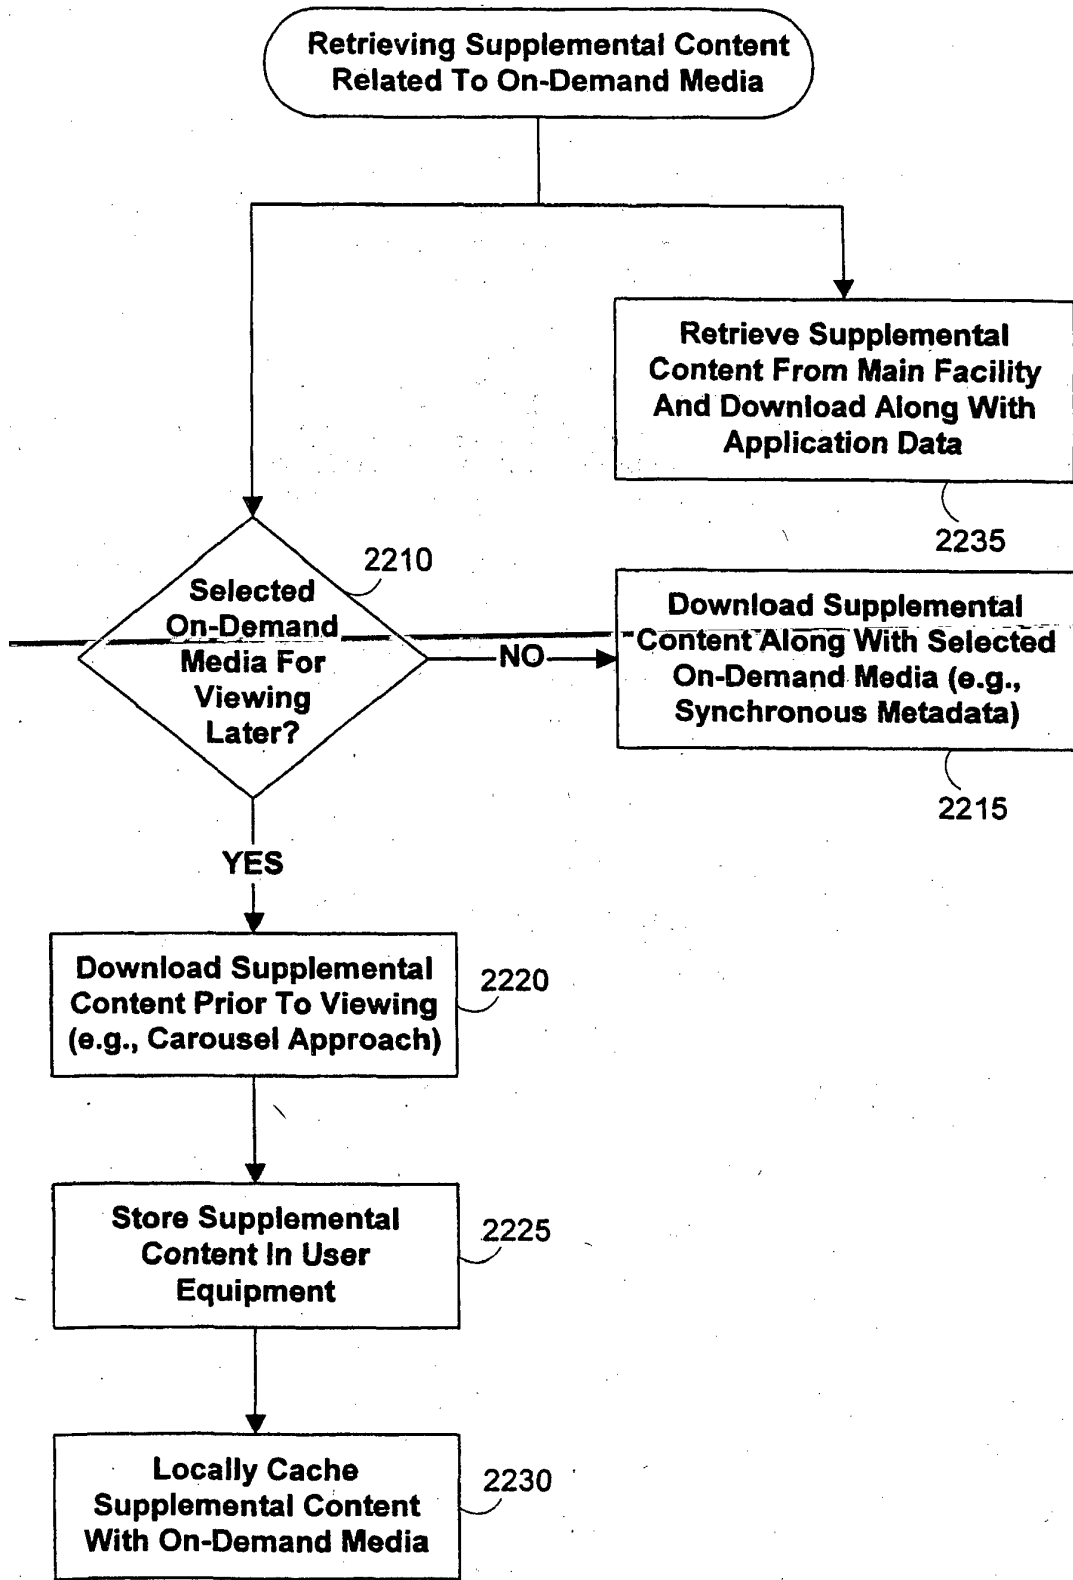 Retrieving Supplemental Content
Related To On-Demand Media
Retrieve Supplemental
Content From Main Facility
And Download Along With
Application Data
2235
2210
Selected
On-Demand
Media For
Viewing
Later?
NO
Download Supplemental
Content Along With Selected
On-Demand Media (e.g.,
Synchronous Metadata)
2215
YES
Download Supplemental
Content Prior To Viewing
(e.g., Carousel Approach)
2220
Store Supplemental
Content In User
Equipment
2225
Locally Cache
Supplemental Content
With On-Demand Media
2230